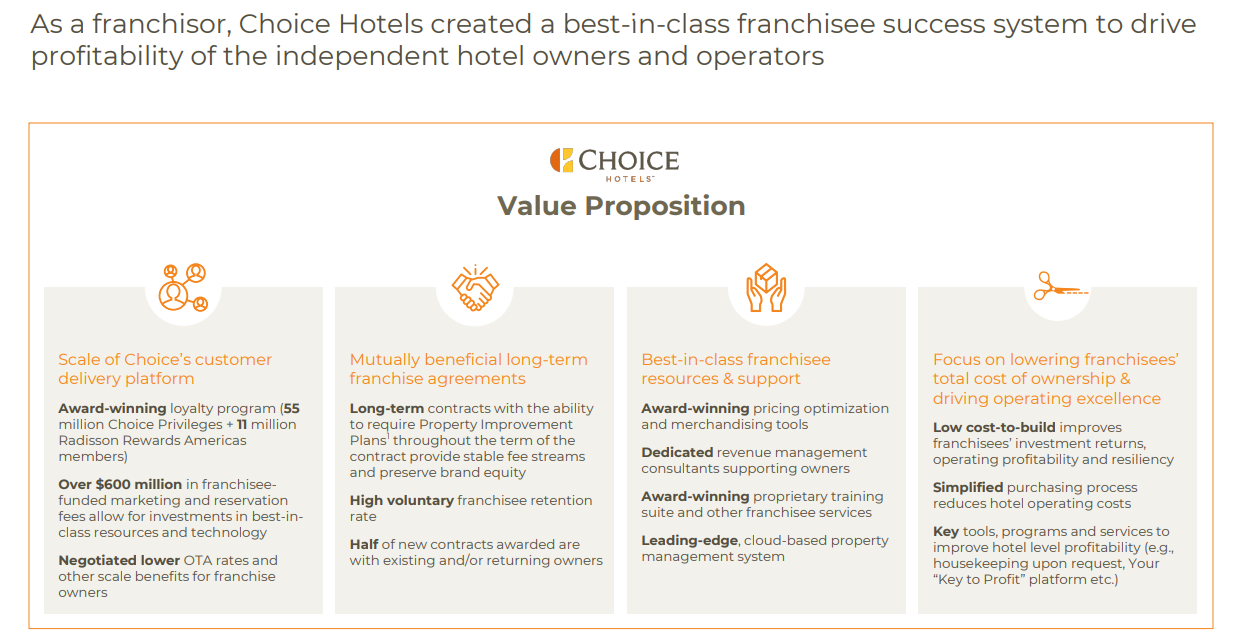 As a franchisor, Choice Hotels created a best-in-class franchisee success system to drive
profitability of the independent hotel owners and operators
CHOICE
HOTELS™
Value Proposition
Scale of Choice's customer
delivery platform
Award-winning loyalty program (55
million Choice Privileges + 11 million
Radisson Rewards Americas
members)
Over $600 million in franchisee-
funded marketing and reservation
fees allow for investments in best-in-
class resources and technology
Negotiated lower OTA rates and
other scale benefits for franchise
owners
Mutually beneficial long-term
franchise agreements
Long-term contracts with the ability
to require Property Improvement
Plans¹ throughout the term of the
contract provide stable fee streams
and preserve brand equity
High voluntary franchisee retention
rate
Half of new contracts awarded are
with existing and/or returning owners
Best-in-class franchisee
resources & support
Award-winning pricing optimization
and merchandising tools
Dedicated revenue management
consultants supporting owners
Award-winning proprietary training
suite and other franchisee services
Leading-edge, cloud-based property
management system
Focus on lowering franchisees'
total cost of ownership &
driving operating excellence
Low cost-to-build improves
franchisees' investment returns,
operating profitability and resiliency
Simplified purchasing process
reduces hotel operating costs
Key tools, programs and services to
improve hotel level profitability (e.g.,
housekeeping upon request, Your
"Key to Profit" platform etc.)